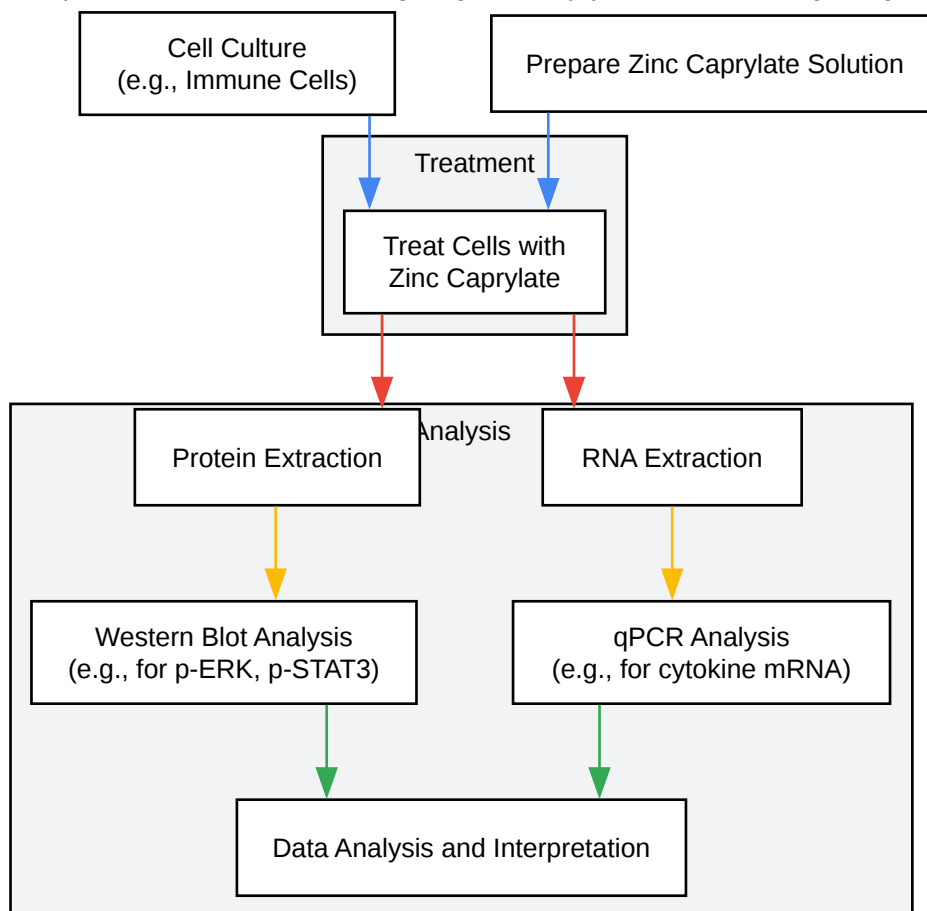 Cell Culture
(e.g., Immune Cells)
Prepare Zinc Caprylate Solution
Treatment
Treat Cells with
Zinc Caprylate
Analysis
Protein Extraction
RNA Extraction
Western Blot Analysis
(e.g., for p-ERK, p-STAT3)
qPCR Analysis
(e.g., for cytokine mRNA)
Data Analysis and Interpretation